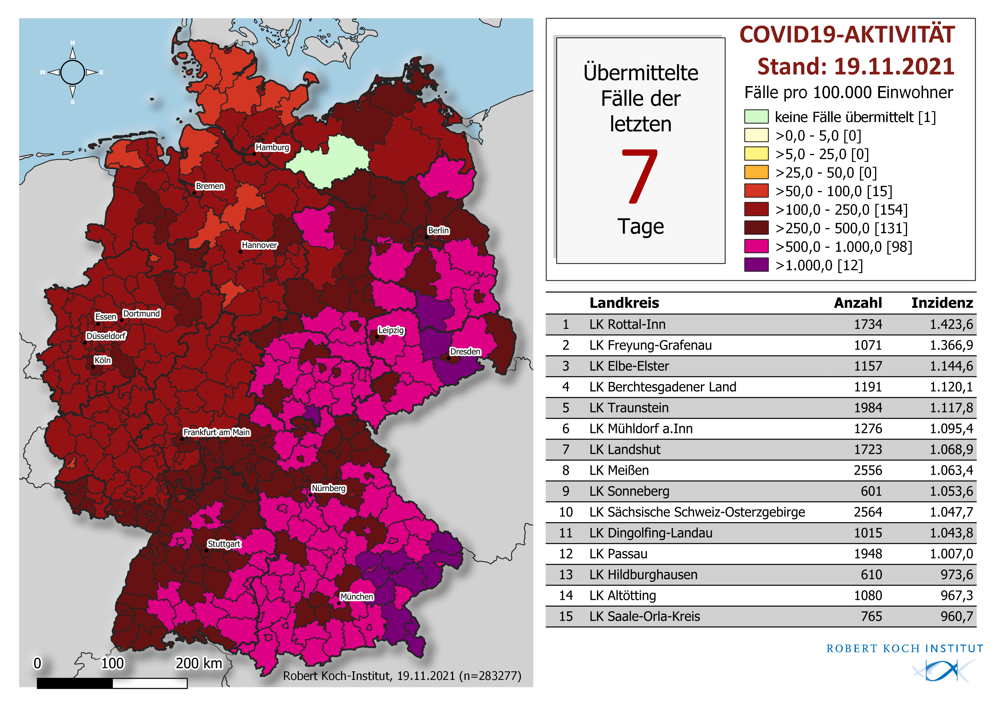 N
W
E
S
Hamburg
Bremen
Berlin
Hannover
Essen
Dortmund
Düsseldorf
Leipzig
Dresden
Köln
Frankfurt am Main
Nürnberg
Stuttgart
München
0 100 200 km
Robert Koch-Institut, 19.11.2021 (n=283277)
Übermittelte
Fälle der
letzten
7
Tage
COVID19-AKTIVITÄT
Stand: 19.11.2021
Fälle pro 100.000 Einwohner
keine Fälle übermittelt [1]
>0,0 - 5,0 [0]
>5,0 - 25,0 [0]
>25,0 - 50,0 [0]
>50,0 - 100,0 [15]
>100,0 - 250,0 [154]
>250,0 - 500,0 [131]
>500,0 - 1.000,0 [98]
>1.000,0 [12]
Landkreis Anzahl Inzidenz
1 LK Rottal-Inn 1734 1.423,6
2 LK Freyung-Grafenau 1071 1.366,9
3 LK Elbe-Elster 1157 1.144,6
4 LK Berchtesgadener Land 1191 1.120,1
5 LK Traunstein 1984 1.117,8
6 LK Mühldorf a.Inn 1276 1.095,4
7 LK Landshut 1723 1.068,9
8 LK Meißen 2556 1.063,4
9 LK Sonneberg 601 1.053,6
10 LK Sächsische Schweiz-Osterzgebirge 2564 1.047,7
11 LK Dingolfing-Landau 1015 1.043,8
12 LK Passau 1948 1.007,0
13 LK Hildburghausen 610 973,6
14 LK Altötting 1080 967,3
15 LK Saale-Orla-Kreis 765 960,7
ROBERT KOCH INSTITUT